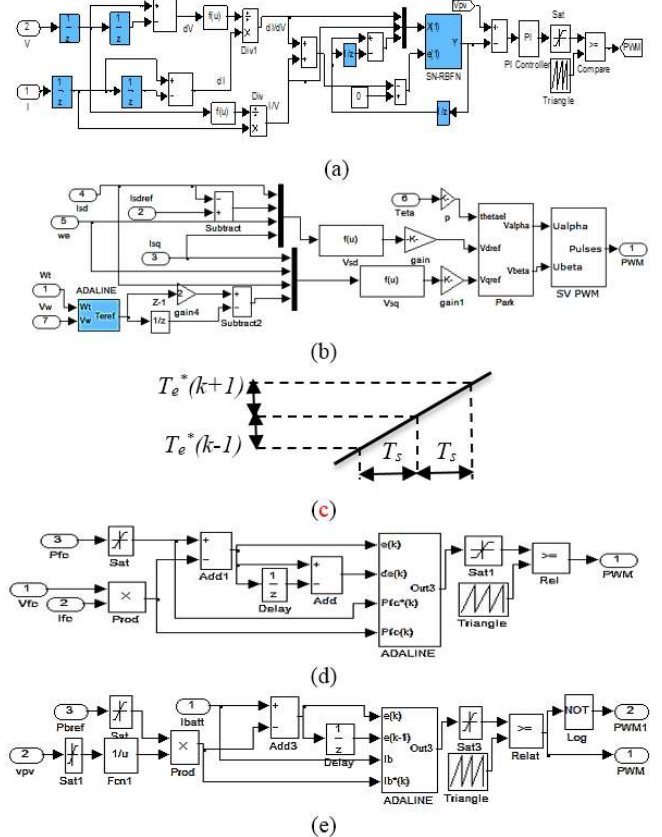 2
V
1
z
1
z
+
-
dV
f(u)
÷
X
Div1
dI/dV
1
I
1
z
1
z
+
-
dI
f(u)
Div
÷
X
I/V
1/z
0
X(1)
e(1)
Y
SN-RBFN
1/z
Vpv
+
-
PI
PI Controller
Sat
Triangle
>=
Compare
PWM
(a)
4
Isd
5
we
Isdref
2
Subtract
Isq
3
Wt
1
Vw
7
ADALINE
Wt
Vw
Teref
Z-1
1/z
2
gain4
Subtract2
f(u)
Vsd
-K-
gain
f(u)
Vsq
K-
gain1
6
Teta
K-
p
thetael
Valpha
Vdref
Vbeta
Vqref
Park
Ualpha
Pulses
Ubeta
SV PWM
1
PWM
(b)
Te*(k+1)
Te*(k-1)
Ts Ts
(c)
3
Pfc
Sat
1
Vfc
2
Ifc
×
Prod
+
-
Add1
1
z
Delay
+
-
Add
e(k)
de(k)
Out3
Pfc*(k)
Pfc(k)
ADALINE
Sat1
Triangle
>=
Rel
1
PWM
(d)
3
Pbref
Sat
2
vpv
Sat1
1/u
Fcn1
×
Prod
1
Ibatt
Add3
1
z
Delay
e(k)
e(k-1)
Out3
Ib
Ib*(k)
ADALINE
Sat3
Triangle
>=
Relat
NOT
Log
2
PWM1
1
PWM
(e)